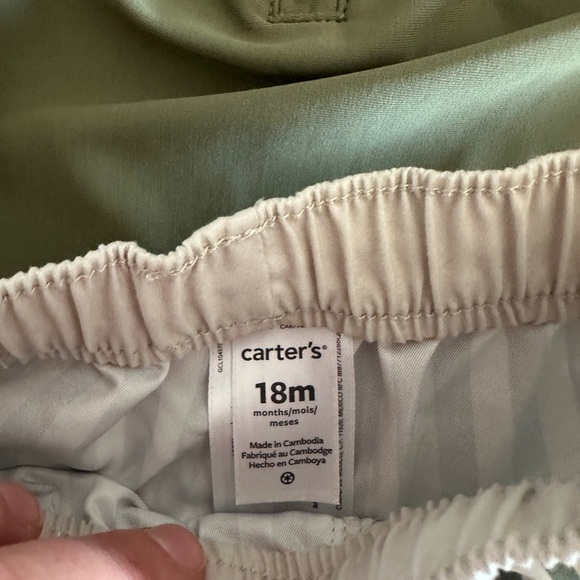 carter's®
18m
months/mois/
meses
Made in Cambodia
Fabriqué au Cambodge
Hecho en Camboya